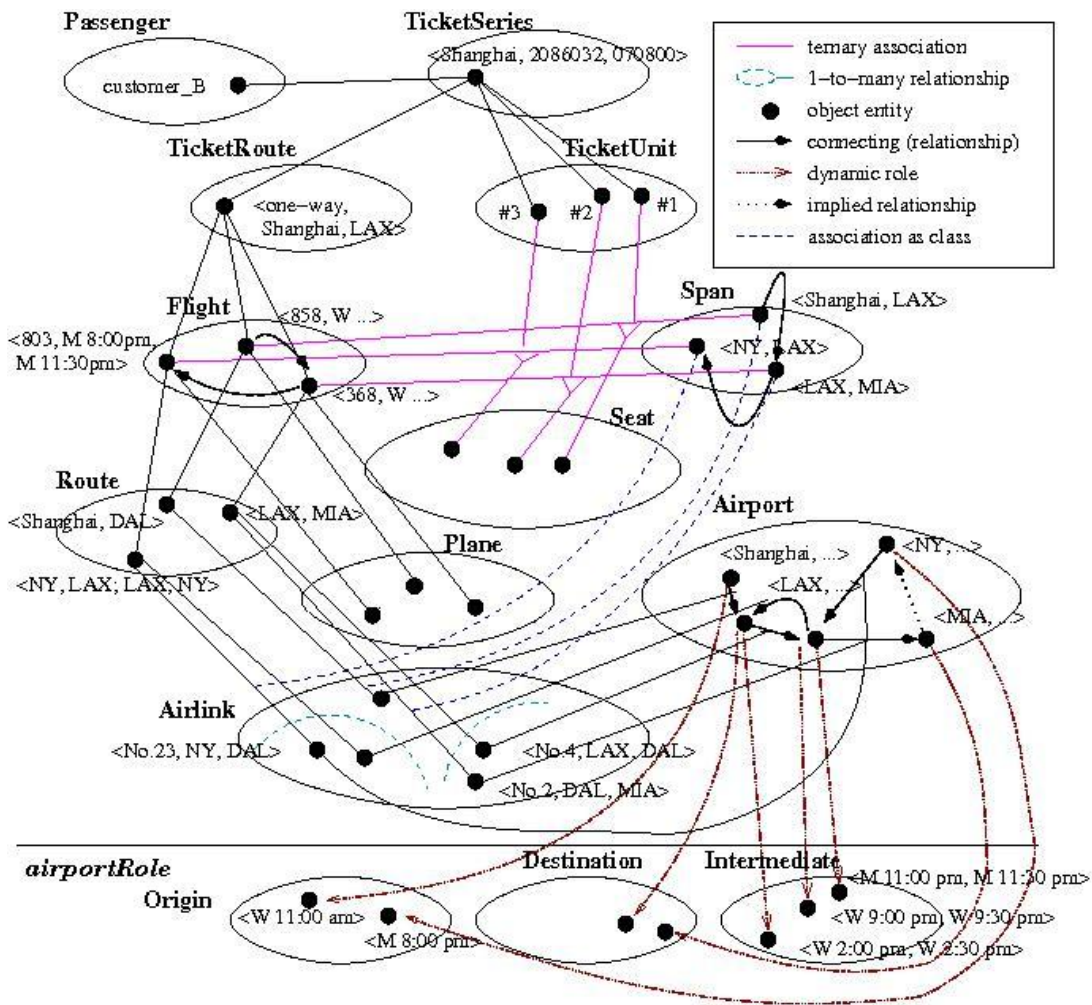 Passenger
TicketSeries
<Shanghai, 2086032, 070800>
customer_B
ternary association
1-to-many relationship
object entity
connecting (relationship)
dynamic role
implied relationship
association as class
TicketRoute
TicketUnit
<one-way,
Shanghai, LAX>
#3
#2
#1
Flight
Span
<858, W ...>
<Shanghai, LAX>
<803, M 8:00pm,
M 11:30pm>
<NY, LAX>
<368, W ...>
<LAX, MIA>
Seat
Route
<Shanghai, DAL>
<LAX, MIA>
<NY, LAX; LAX, NY>
Plane
Airport
<Shanghai, ...>
<NY, ...>
<LAX, ...>
<MIA, ...>
Airlink
<No.23, NY, DAL>
<No.4, LAX, DAL>
<No.2, DAL, MIA>
airportRole
Origin
Destination
Intermediate
<W 11:00 am>
<M 8:00 pm>
<M 11:00 pm, M 11:30 pm>
<W 9:00 pm, W 9:30 pm>
<W 2:00 pm, W 2:30 pm>